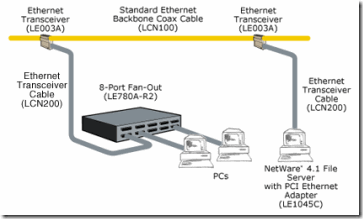 Ethernet
Transceiver
(LE003A)
Standard Ethernet
Backbone Coax Cable
(LCN100)
Ethernet
Transceiver
(LE003A)
Ethernet
Transceiver
Cable
(LCN200)
8-Port Fan-Out
(LE780A-R2)
Ethernet
Transceiver
Cable
(LCN200)
PCs
NetWare® 4.1 File
Server
with PCI Ethernet
Adapter
(LE1045C)